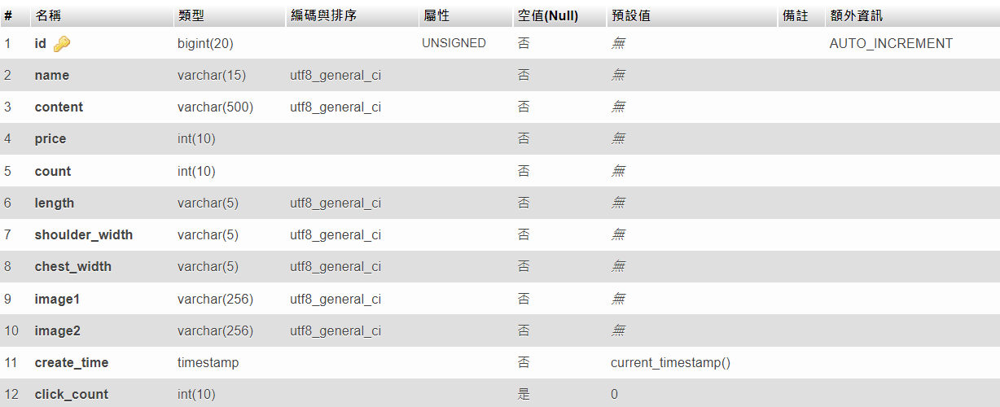 # 名稱 類型 編碼與排序 屬性 空值(Null) 預設值 備註 額外資訊
1 id bigint(20) UNSIGNED 否 無 AUTO_INCREMENT
2 name varchar(15) utf8_general_ci 否 無
3 content varchar(500) utf8_general_ci 否 無
4 price int(10) 否 無
5 count int(10) 否 無
6 length varchar(5) utf8_general_ci 否 無
7 shoulder_width varchar(5) utf8_general_ci 否 無
8 chest_width varchar(5) utf8_general_ci 否 無
9 image1 varchar(256) utf8_general_ci 否 無
10 image2 varchar(256) utf8_general_ci 否 無
11 create_time timestamp 否 current_timestamp()
12 click_count int(10) 是 0